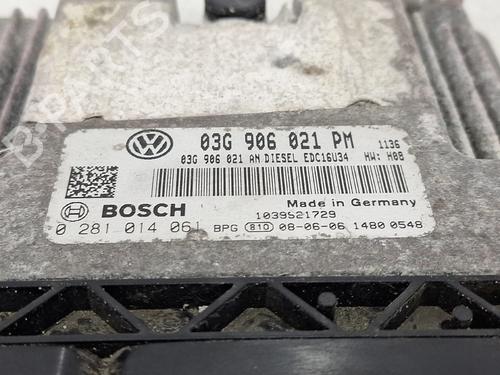 03G 906 021 PM 1136
03G 906 021 AN DIESEL EDC16U34 HW: H08
Made in Germany
BOSCH 1039S21729
0 281 014 061 BPG 810 08-06-06 1480 0548
B-PARTS